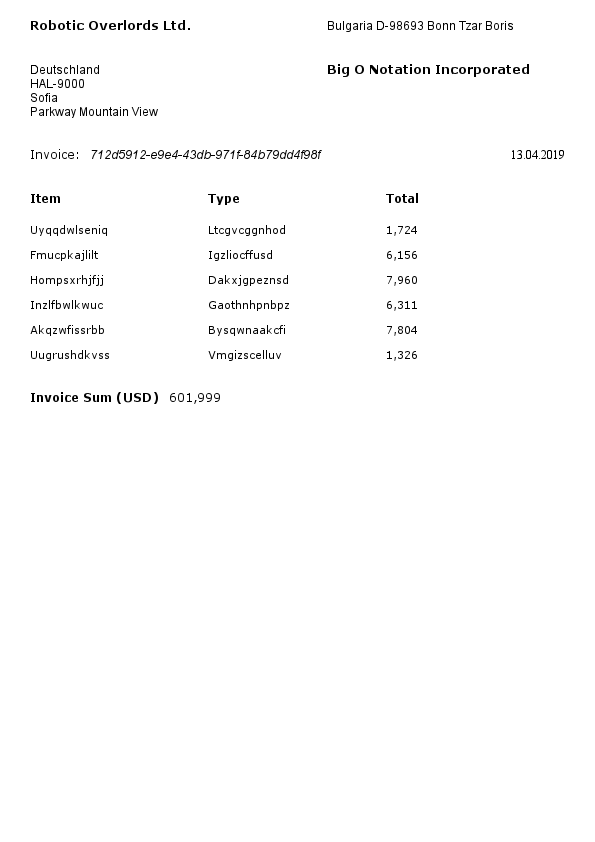 Robotic Overlords Ltd. Bulgaria D-98693 Bonn Tzar Boris
Deutschland Big O Notation Incorporated
HAL-9000
Sofia
Parkway Mountain View
Invoice: 712d5912-e9e4-43db-971f-84b79dd4f98f 13.04.2019
Item Type Total
Uyqqdwlseniq Ltcgvcggnhod 1,724
Fmucpkajlilt Igzliocffusd 6,156
Hompsxrhjfjj Dakxjgpeznsd 7,960
Inzlfbwlkwuc Gaothnhpnbpz 6,311
Akqzwfissrbb Bysqwnaakcfi 7,804
Uugrushdkvss Vmgizscelluv 1,326
Invoice Sum (USD) 601,999